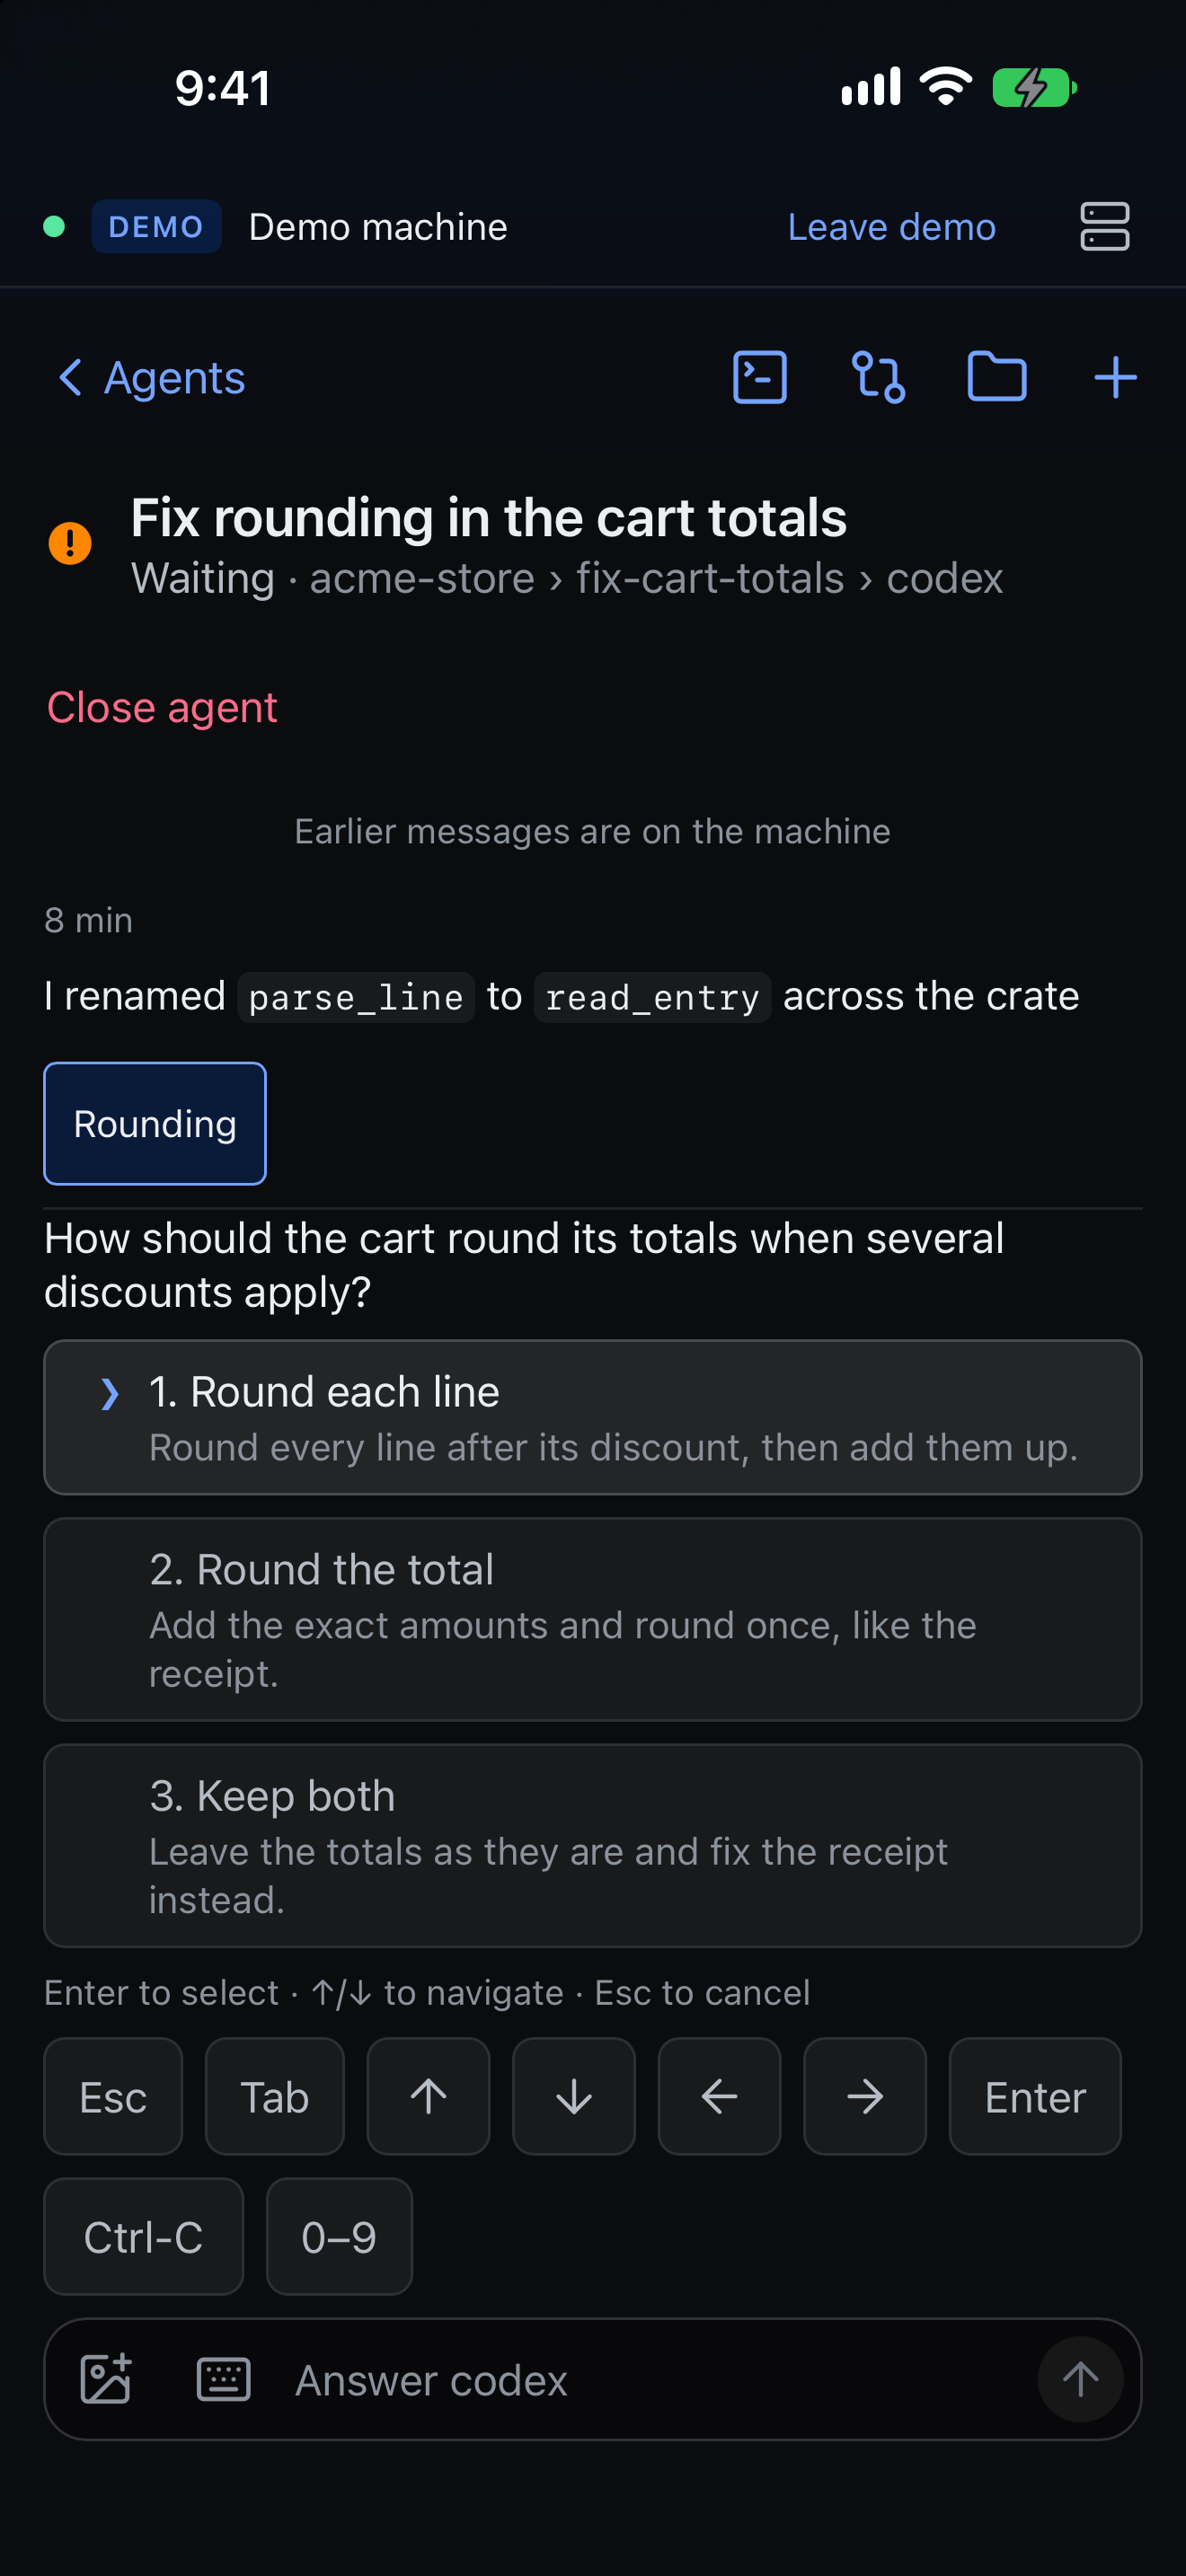 9:41
DEMO Demo machine Leave demo
Agents
Fix rounding in the cart totals
Waiting · acme-store › fix-cart-totals › codex
Close agent
Earlier messages are on the machine
8 min
I renamed parse_line to read_entry across the crate
Rounding
How should the cart round its totals when several
discounts apply?
❯ 1. Round each line
Round every line after its discount, then add them up.
2. Round the total
Add the exact amounts and round once, like the
receipt.
3. Keep both
Leave the totals as they are and fix the receipt
instead.
Enter to select · ↑/↓ to navigate · Esc to cancel
Esc Tab ↑ ↓ ← → Enter
Ctrl-C 0–9
Answer codex